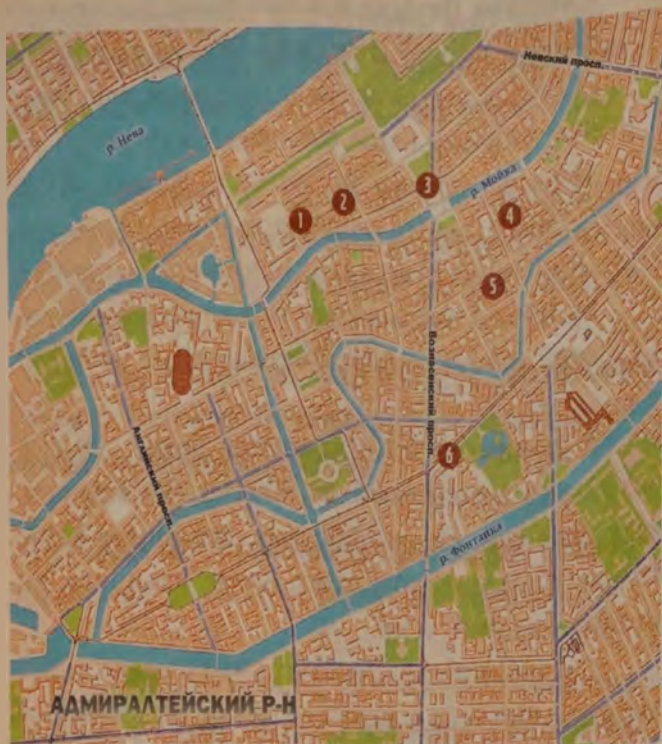 Невский просп.
р. Нева
3
р. Мойка
2
1
4
5
Вознесенский просп.
Английский просп.
6
р. Фонтанка
АДМИРАЛТЕЙСКИЙ Р-Н